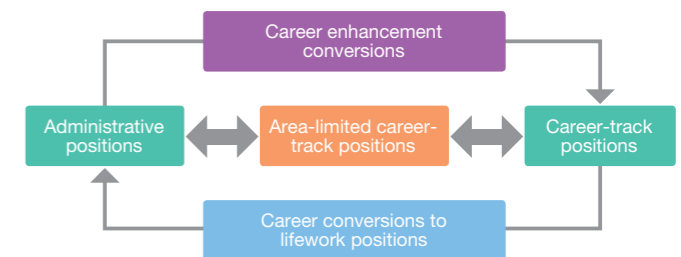 Career enhancement
conversions
Administrative
positions
Area-limited career-
track positions
Career-track
positions
Career conversions to
lifework positions